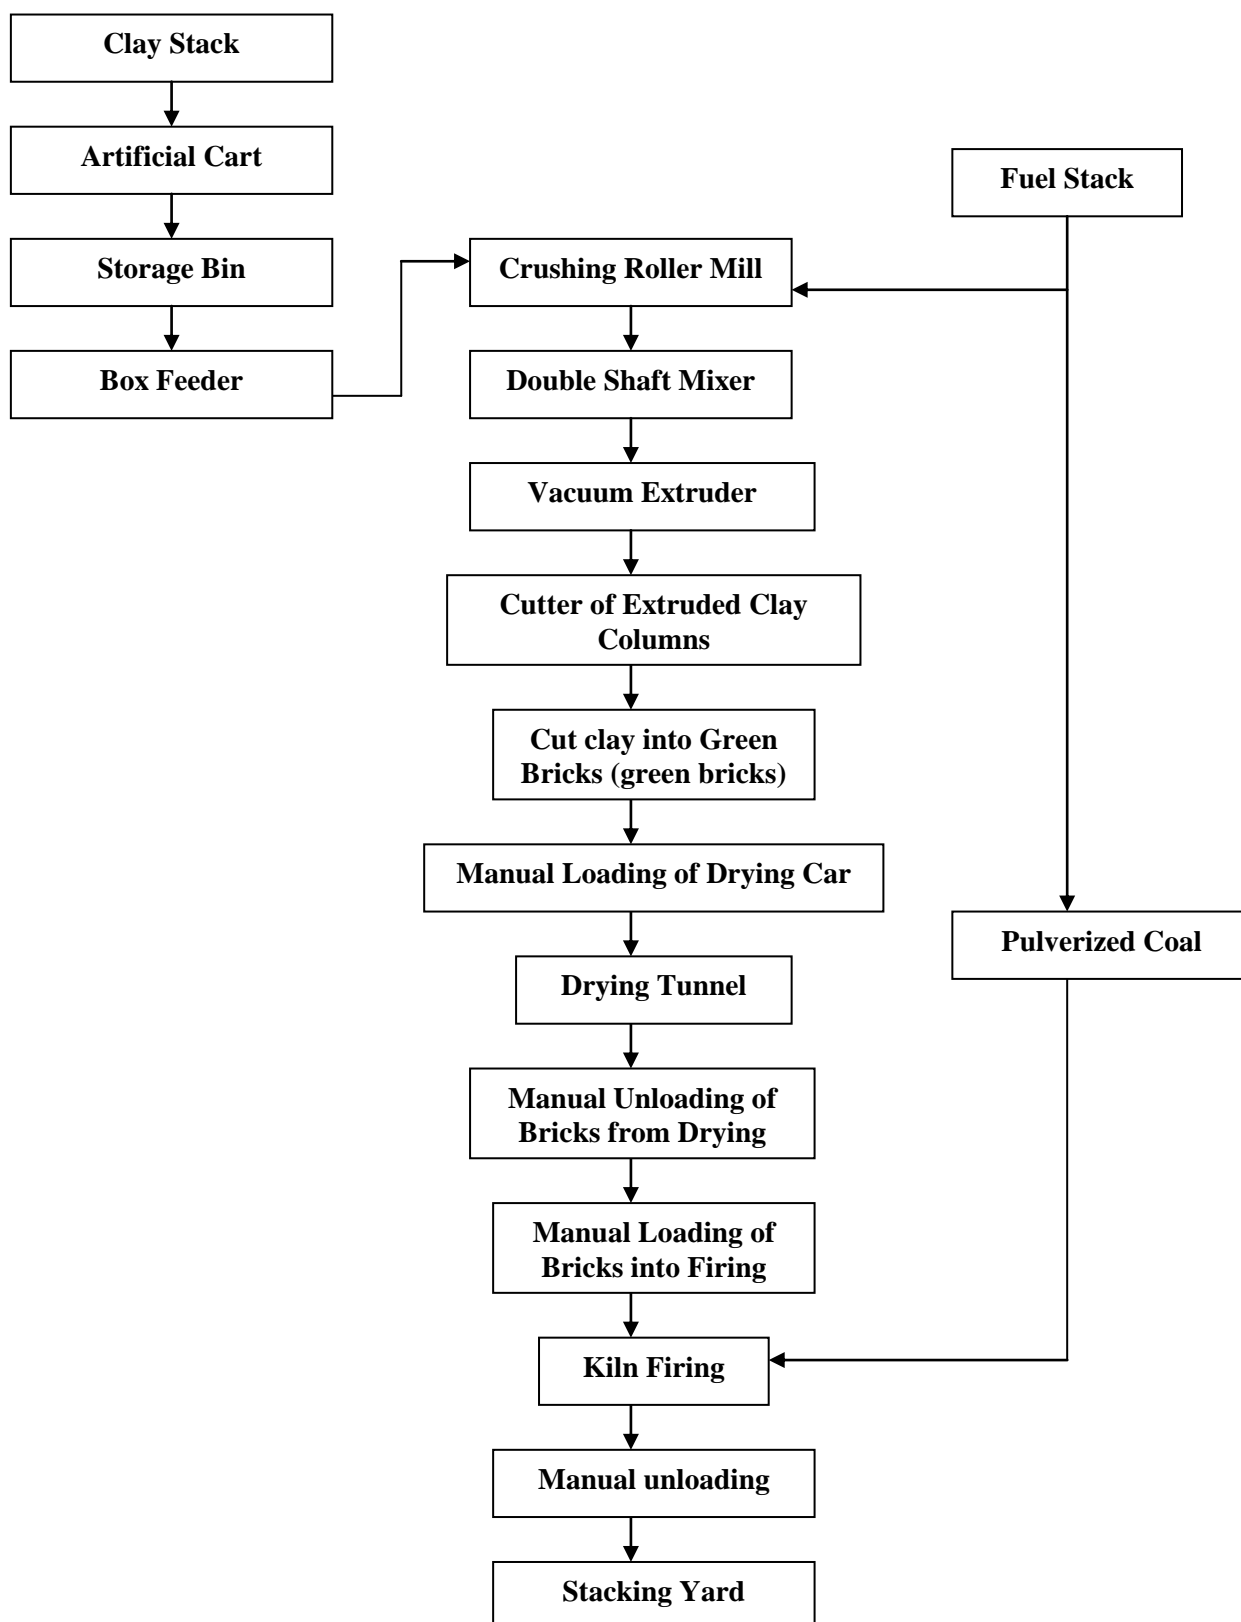 Clay Stack
Artificial Cart
Storage Bin
Box Feeder
Fuel Stack
Crushing Roller Mill
Double Shaft Mixer
Vacuum Extruder
Cutter of Extruded Clay
Columns
Cut clay into Green
Bricks (green bricks)
Manual Loading of Drying Car
Pulverized Coal
Drying Tunnel
Manual Unloading of
Bricks from Drying
Manual Loading of
Bricks into Firing
Kiln Firing
Manual unloading
Stacking Yard